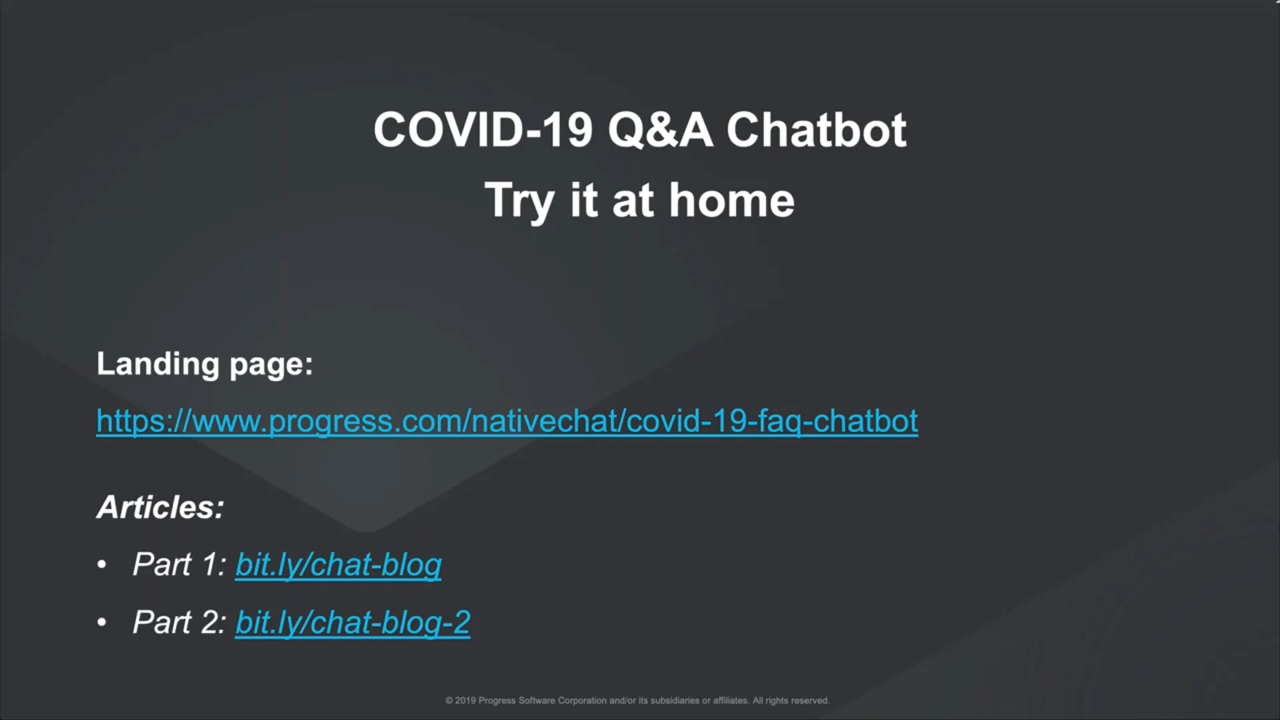 COVID-19 Q&A Chatbot
Try it at home
Landing page:
https://www.progress.com/nativechat/covid-19-faq-chatbot
Articles:
• Part 1: bit.ly/chat-blog
• Part 2: bit.ly/chat-blog-2
© 2019 Progress Software Corporation and/or its subsidiaries or affiliates. All rights reserved.